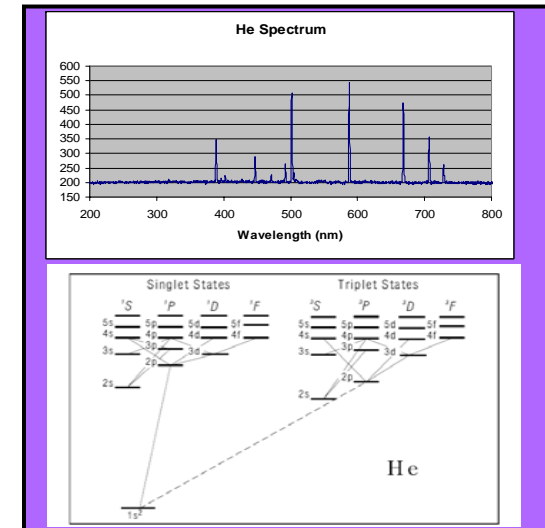 He Spectrum
600
550
500
450
400
350
300
250
200
150
200 300 400 500 600 700 800
Wavelength (nm)
Singlet States Triplet States
¹S ¹P ¹D ¹F ³S ³P ³D ³F
5s 5p 5d 5f 5s 5p 5d 5f
4s 4p 4d 4f 4s 4p 4d 4f
3s 3p 3d 3s 3p 3d
2p 2p
2s 2s
He
1s²